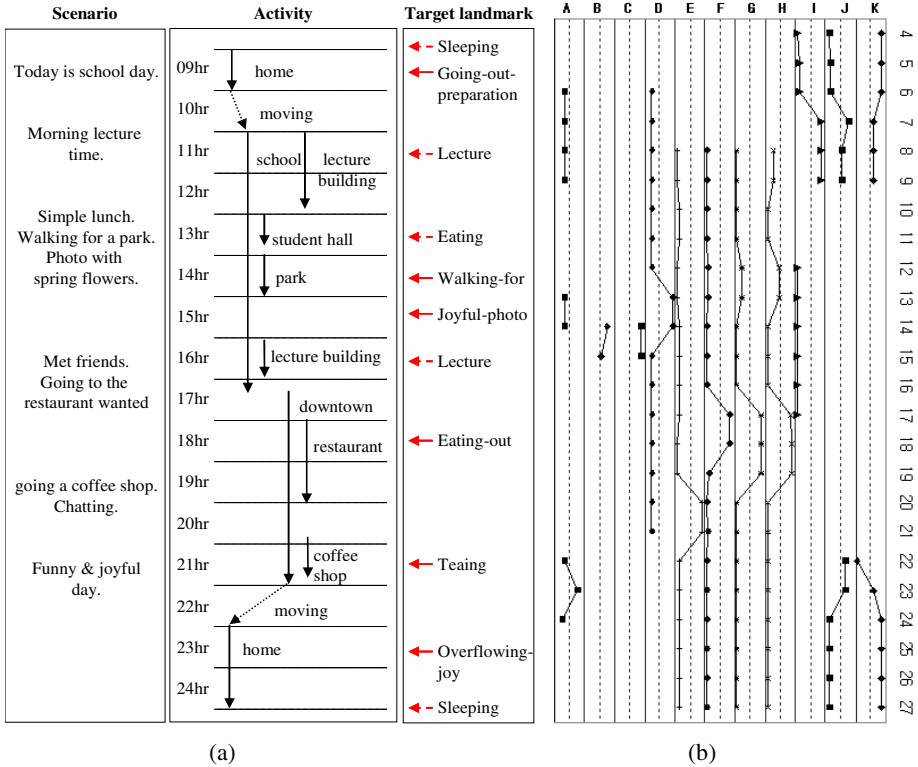 Scenario
Activity
Target landmark
Today is school day.
Morning lecture
time.
Simple lunch.
Walking for a park.
Photo with
spring flowers.
Met friends.
Going to the
restaurant wanted
going a coffee shop.
Chatting.
Funny & joyful
day.
09hr
10hr
11hr
12hr
13hr
14hr
15hr
16hr
17hr
18hr
19hr
20hr
21hr
22hr
23hr
24hr
home
moving
school
lecture
building
student hall
park
lecture building
downtown
restaurant
coffee
shop
moving
home
Sleeping
Going-out-
preparation
Lecture
Eating
Walking-for
Joyful-photo
Lecture
Eating-out
Teaing
Overflowing-
joy
Sleeping
(a)
A B C D E F G H I J K
4
5
6
7
8
9
10
11
12
13
14
15
16
17
18
19
20
21
22
23
24
25
26
27
(b)